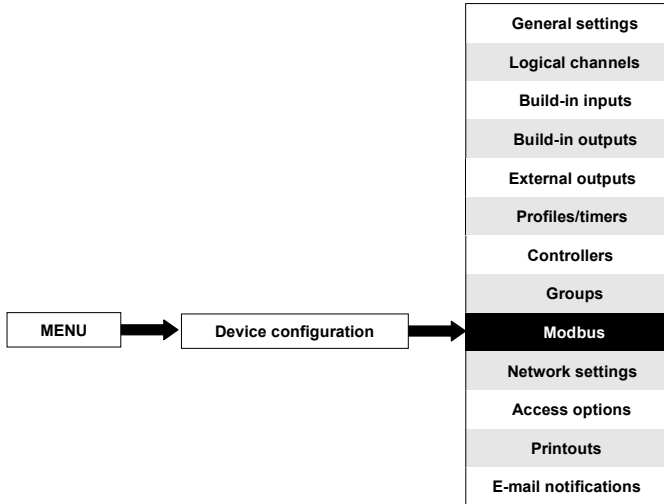 General settings
Logical channels
Build-in inputs
Build-in outputs
External outputs
Profiles/timers
Controllers
Groups
MENU
Device configuration
Modbus
Network settings
Access options
Printouts
E-mail notifications